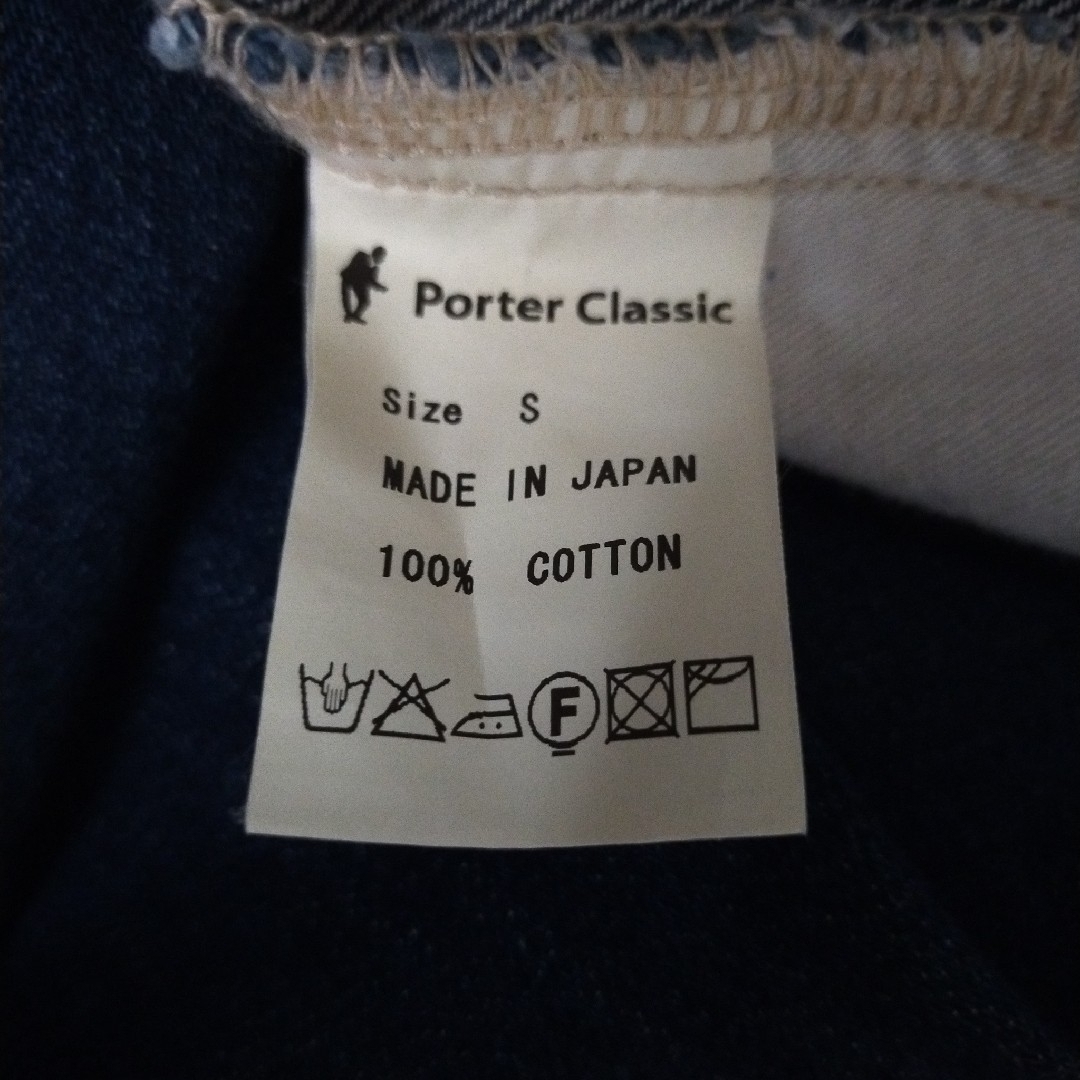 Porter Classic
Size S
MADE IN JAPAN
100% COTTON
F